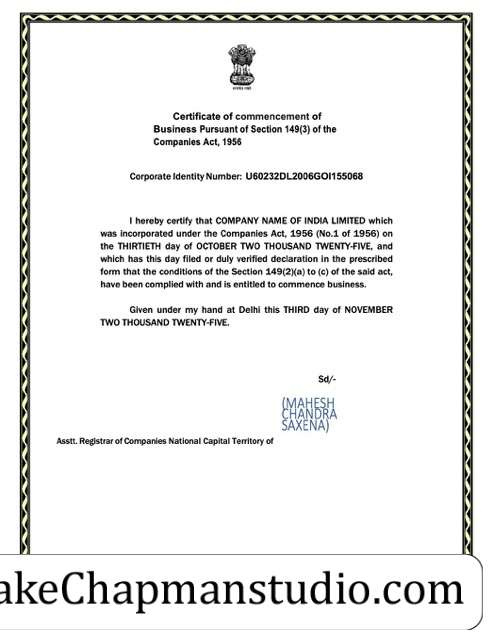 Certificate of commencement of
Business Pursuant of Section 149(3) of the
Companies Act, 1956
Corporate Identity Number: U60232DL2006GOI155068
I hereby certify that COMPANY NAME OF INDIA LIMITED which
was incorporated under the Companies Act, 1956 (No.1 of 1956) on
the THIRTIETH day of OCTOBER TWO THOUSAND TWENTY-FIVE, and
which has this day filed or duly verified declaration in the prescribed
form that the conditions of the Section 149(2)(a) to (c) of the said act,
have been complied with and is entitled to commence business.
Given under my hand at Delhi this THIRD day of NOVEMBER
TWO THOUSAND TWENTY-FIVE.
Sd/-
(MAHESH
CHANDRA
SAXENA)
Asstt. Registrar of Companies National Capital Territory of
akeChapmanstudio.com